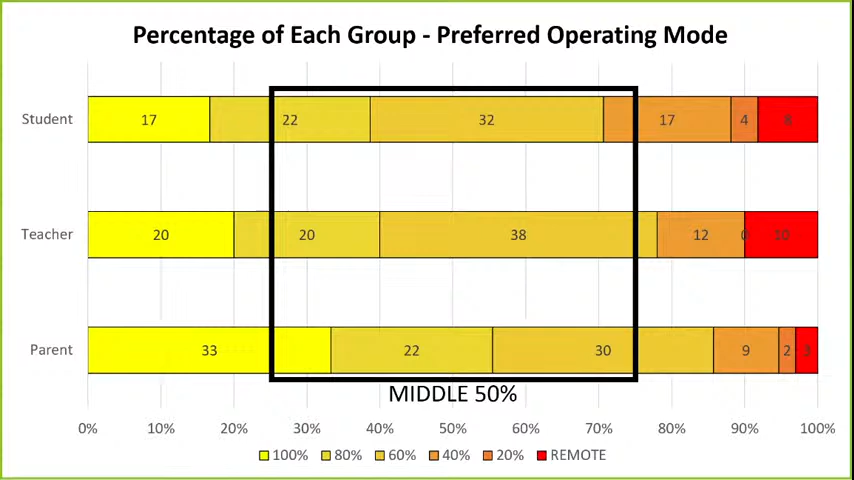 Percentage of Each Group - Preferred Operating Mode
Student 17 22 32 17 4 8
Teacher 20 20 38 12 0 10
Parent 33 22 30 9 2 3
MIDDLE 50%
0% 10% 20% 30% 40% 50% 60% 70% 80% 90% 100%
100% 80% 60% 40% 20% REMOTE